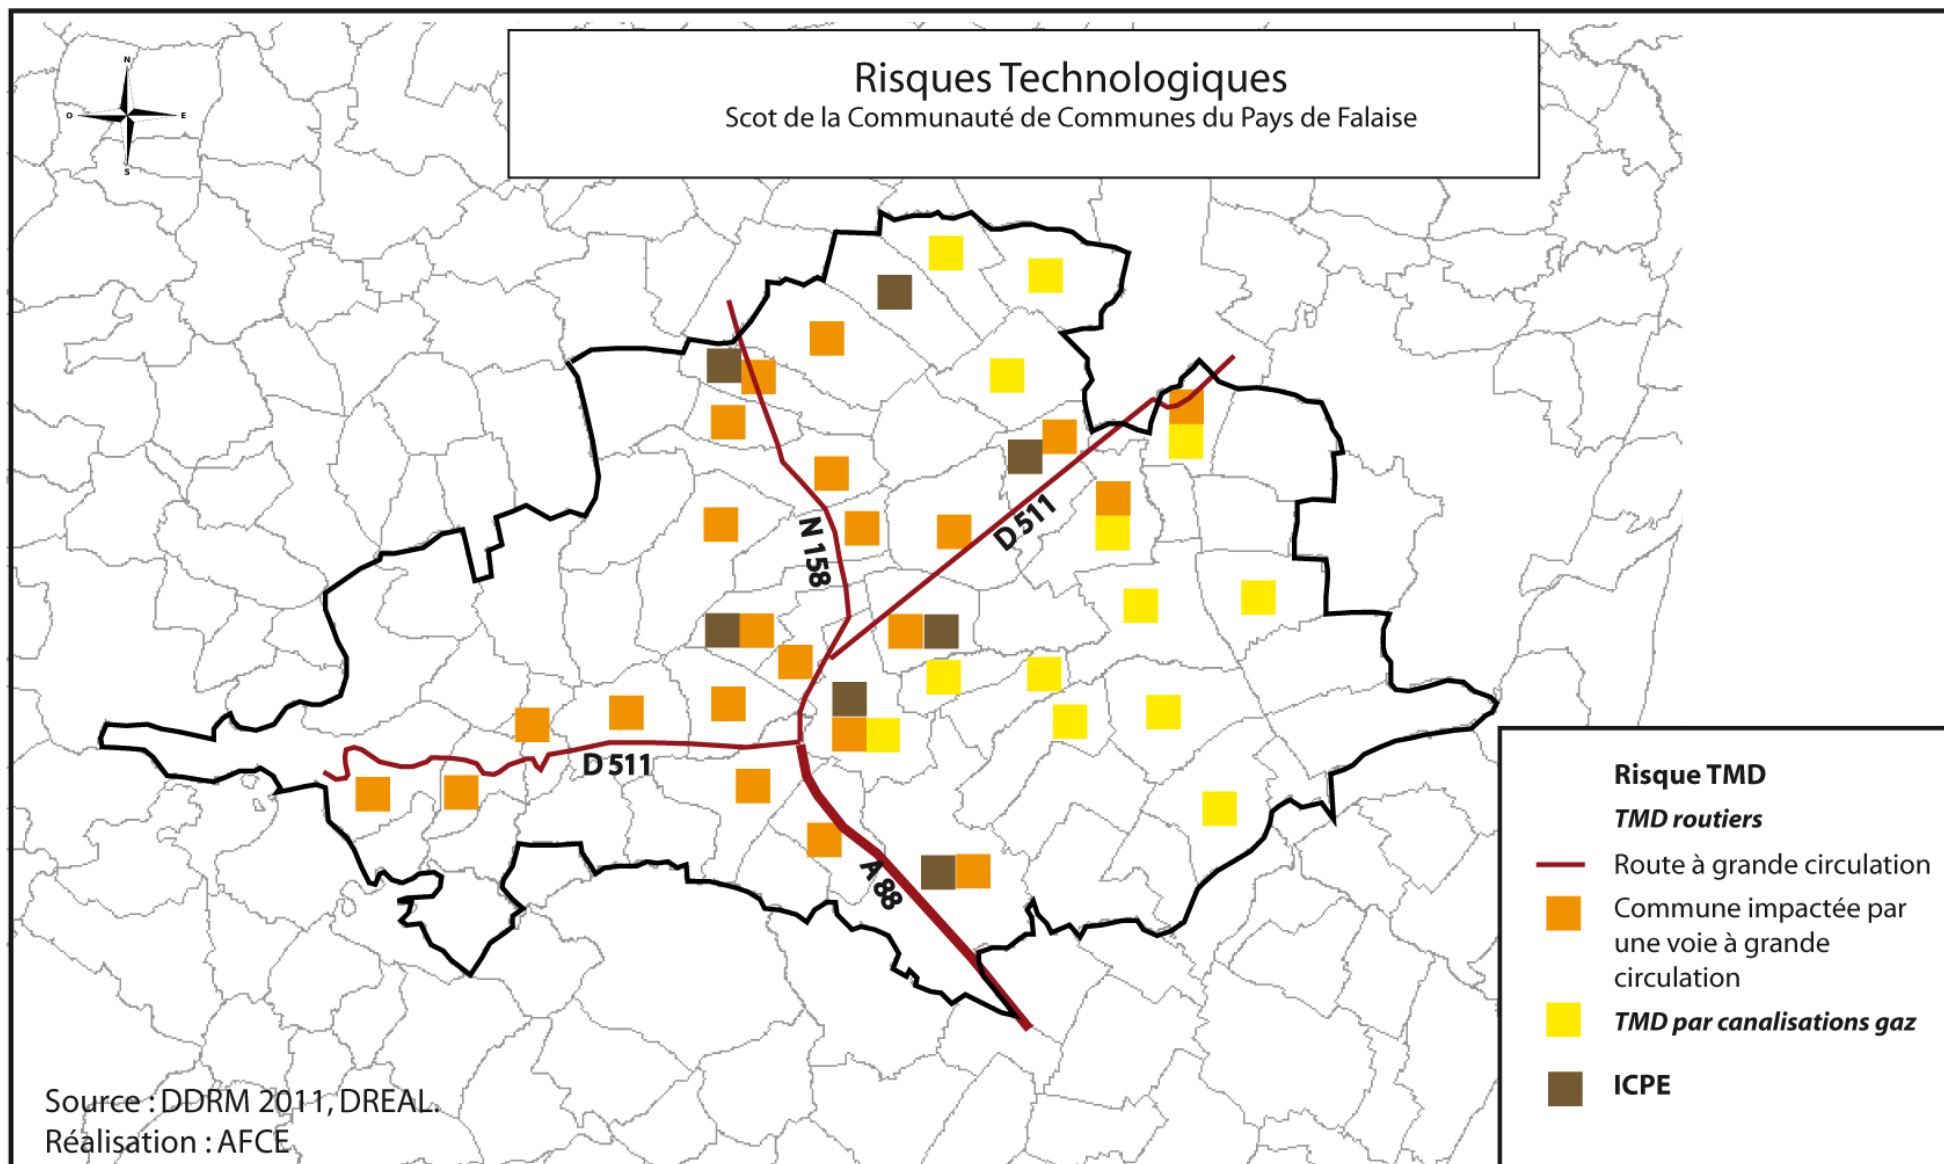 Risques Technologiques
Scot de la Communauté de Communes du Pays de Falaise
N
O
E
S
N 158
D 511
D 511
A 88
Risque TMD
TMD routiers
Route à grande circulation
Commune impactée par
une voie à grande
circulation
TMD par canalisations gaz
ICPE
Source : DDRM 2011, DREAL.
Réalisation : AFCE